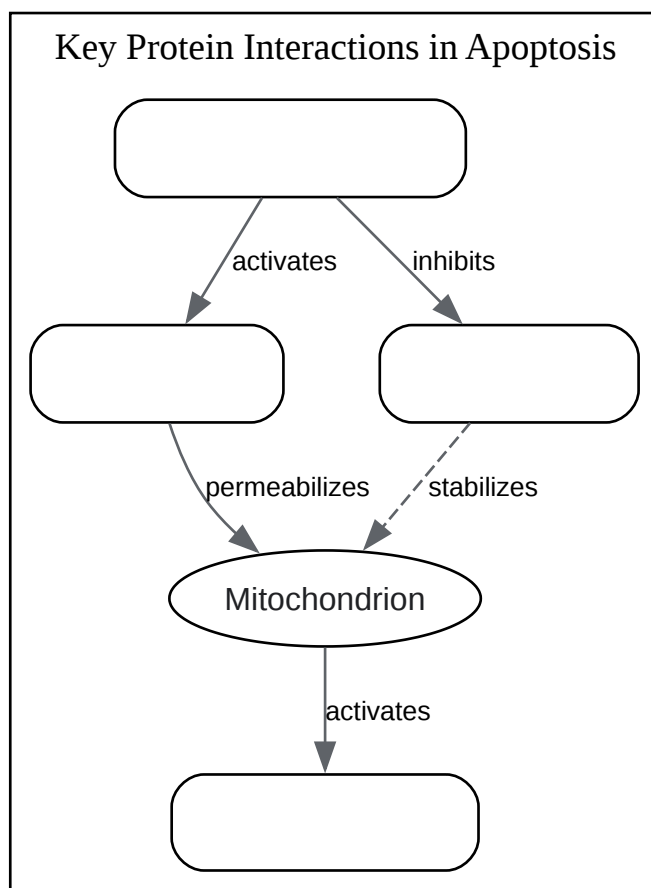 Key Protein Interactions in Apoptosis
activates
inhibits
permeabilizes
stabilizes
Mitochondrion
activates